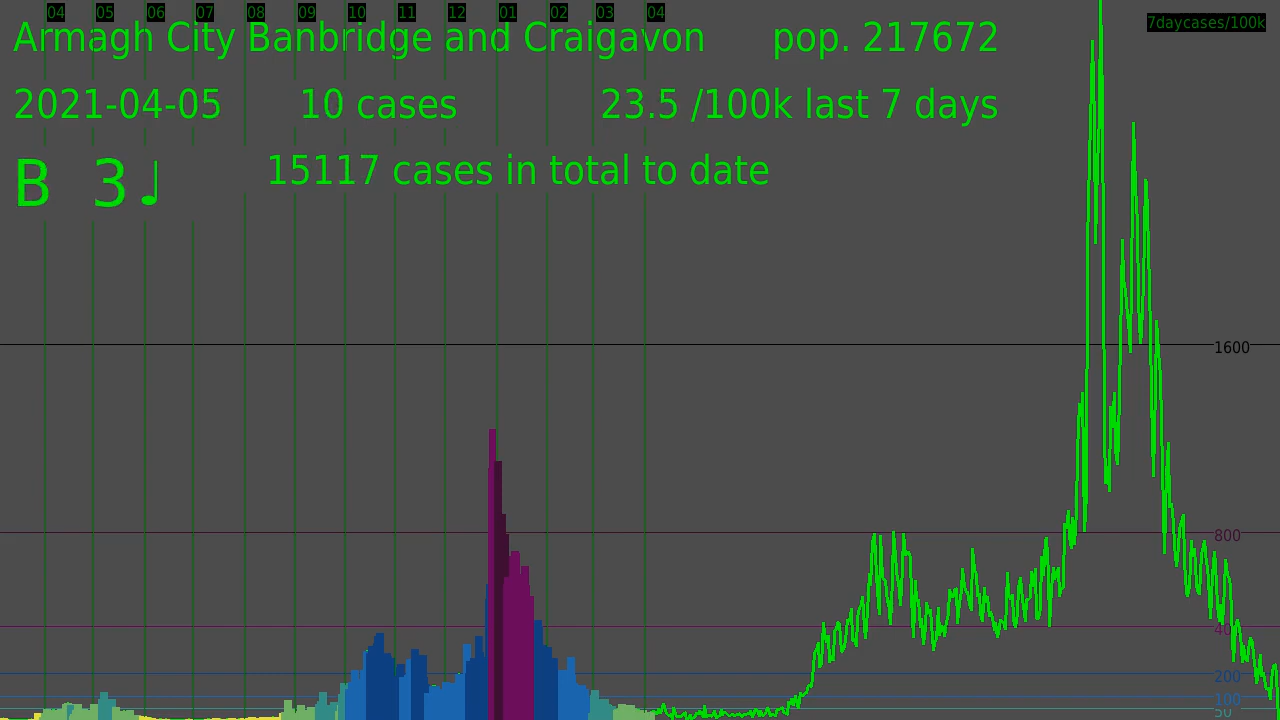 04 05 06 07 08 09 10 11 12 01 02 03 04
7daycases/100k
Armagh City Banbridge and Craigavon pop. 217672
2021-04-05 10 cases 23.5 /100k last 7 days
B 3♩ 15117 cases in total to date
1600
800
400
200
100
50